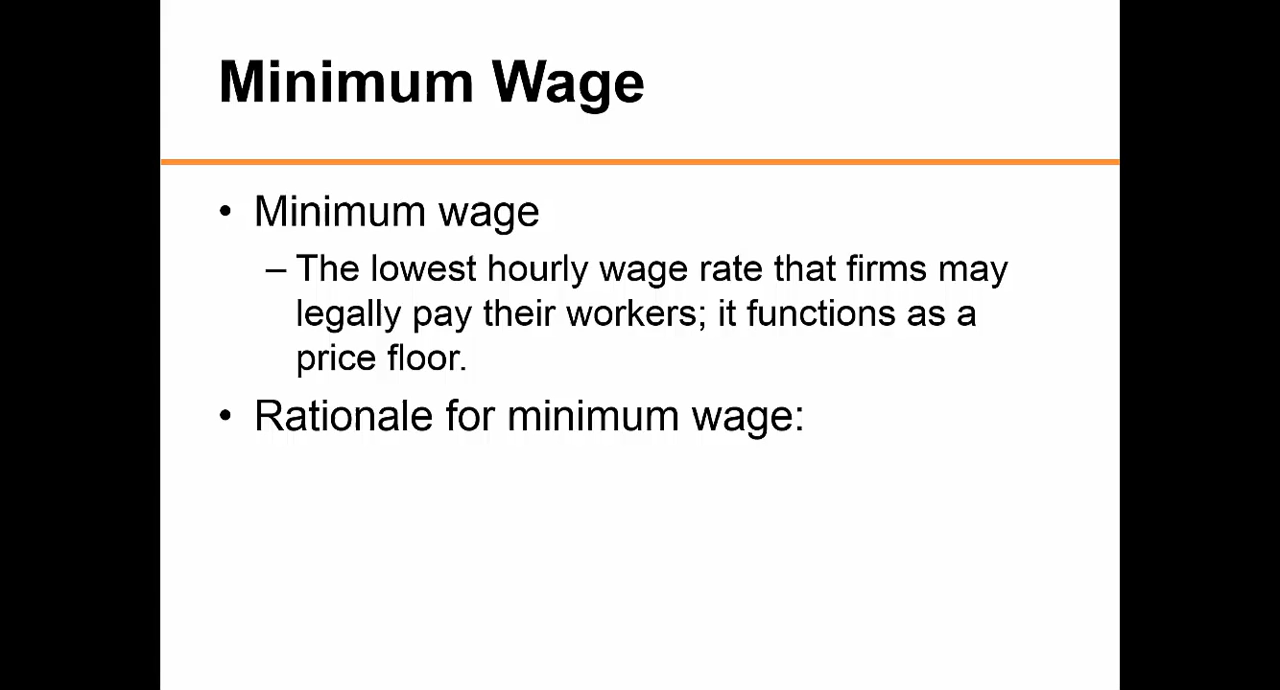 Minimum Wage
• Minimum wage
– The lowest hourly wage rate that firms may
legally pay their workers; it functions as a
price floor.
• Rationale for minimum wage: